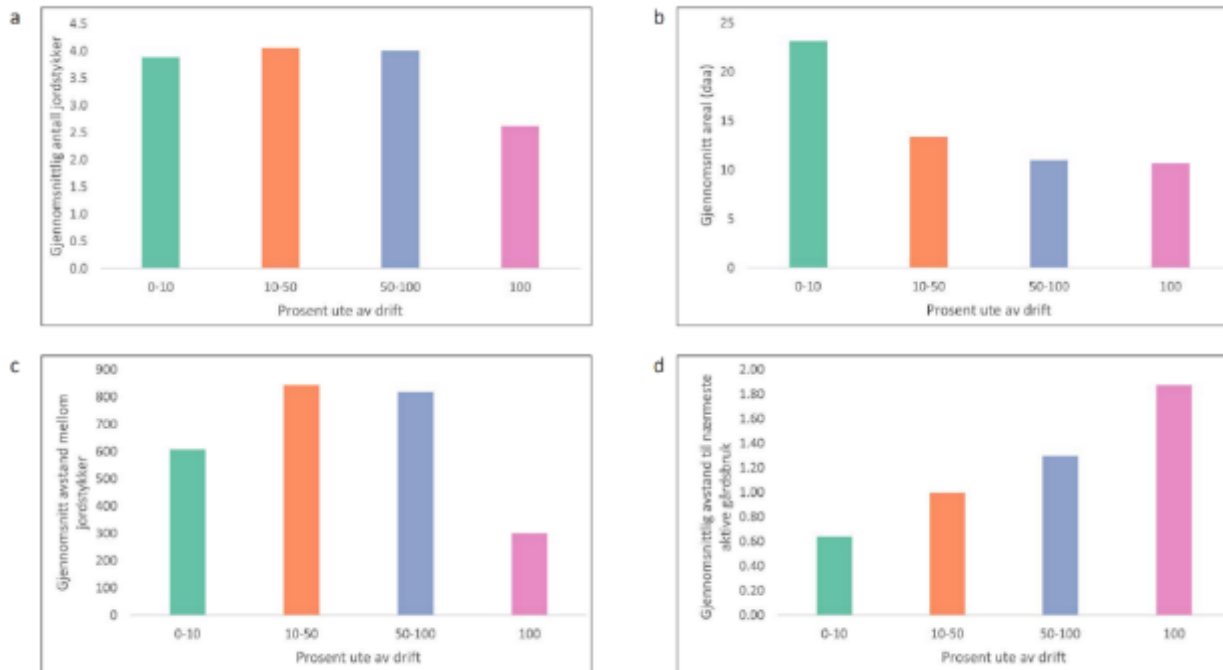 a
Gjennomsnittlig antall jordstykker
4.5
4.0
3.5
3.0
2.5
2.0
1.5
1.0
0.5
0.0
0-10 10-50 50-100 100
Prosent ute av drift
b
Gjennomsnitt areal (daa)
25
20
15
10
5
0
0-10 10-50 50-100 100
Prosent ute av drift
c
Gjennomsnitt avstand mellom
jordstykker
900
800
700
600
500
400
300
200
100
0
0-10 10-50 50-100 100
Prosent ute av drift
d
Gjennomsnittlig avstand til nærmeste
aktive gårdsbruk
2.00
1.80
1.60
1.40
1.20
1.00
0.80
0.60
0.40
0.20
0.00
0-10 10-50 50-100 100
Prosent ute av drift